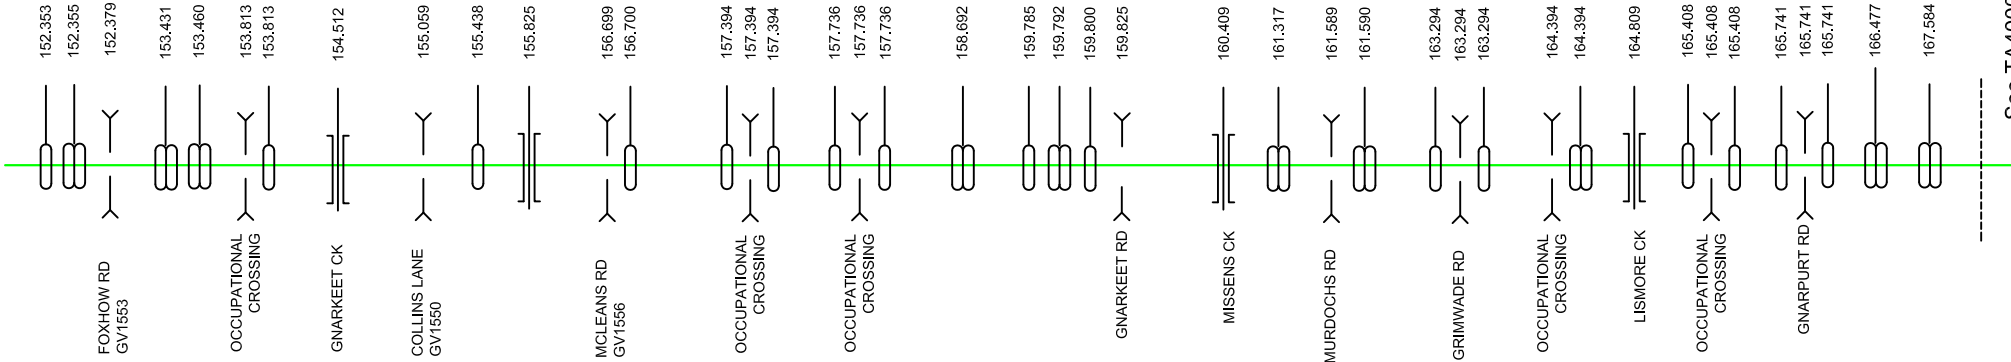 152.353
152.355
152.379
153.431
153.460
153.813
153.813
154.512
155.059
155.438
155.825
156.699
156.700
157.394
157.394
157.394
157.736
157.736
157.736
158.692
159.785
159.792
159.800
159.825
160.409
161.317
161.589
161.590
163.294
163.294
163.294
164.394
164.394
164.809
165.408
165.408
165.408
165.741
165.741
165.741
166.477
167.584
FOXHOW RD
GV1553
OCCUPATIONAL
CROSSING
GNARKEET CK
COLLINS LANE
GV1550
MCLEANS RD
GV1556
OCCUPATIONAL
CROSSING
OCCUPATIONAL
CROSSING
GNARKEET RD
MISSENS CK
MURDOCHS RD
GRIMWADE RD
OCCUPATIONAL
CROSSING
LISMORE CK
OCCUPATIONAL
CROSSING
GNARPURT RD